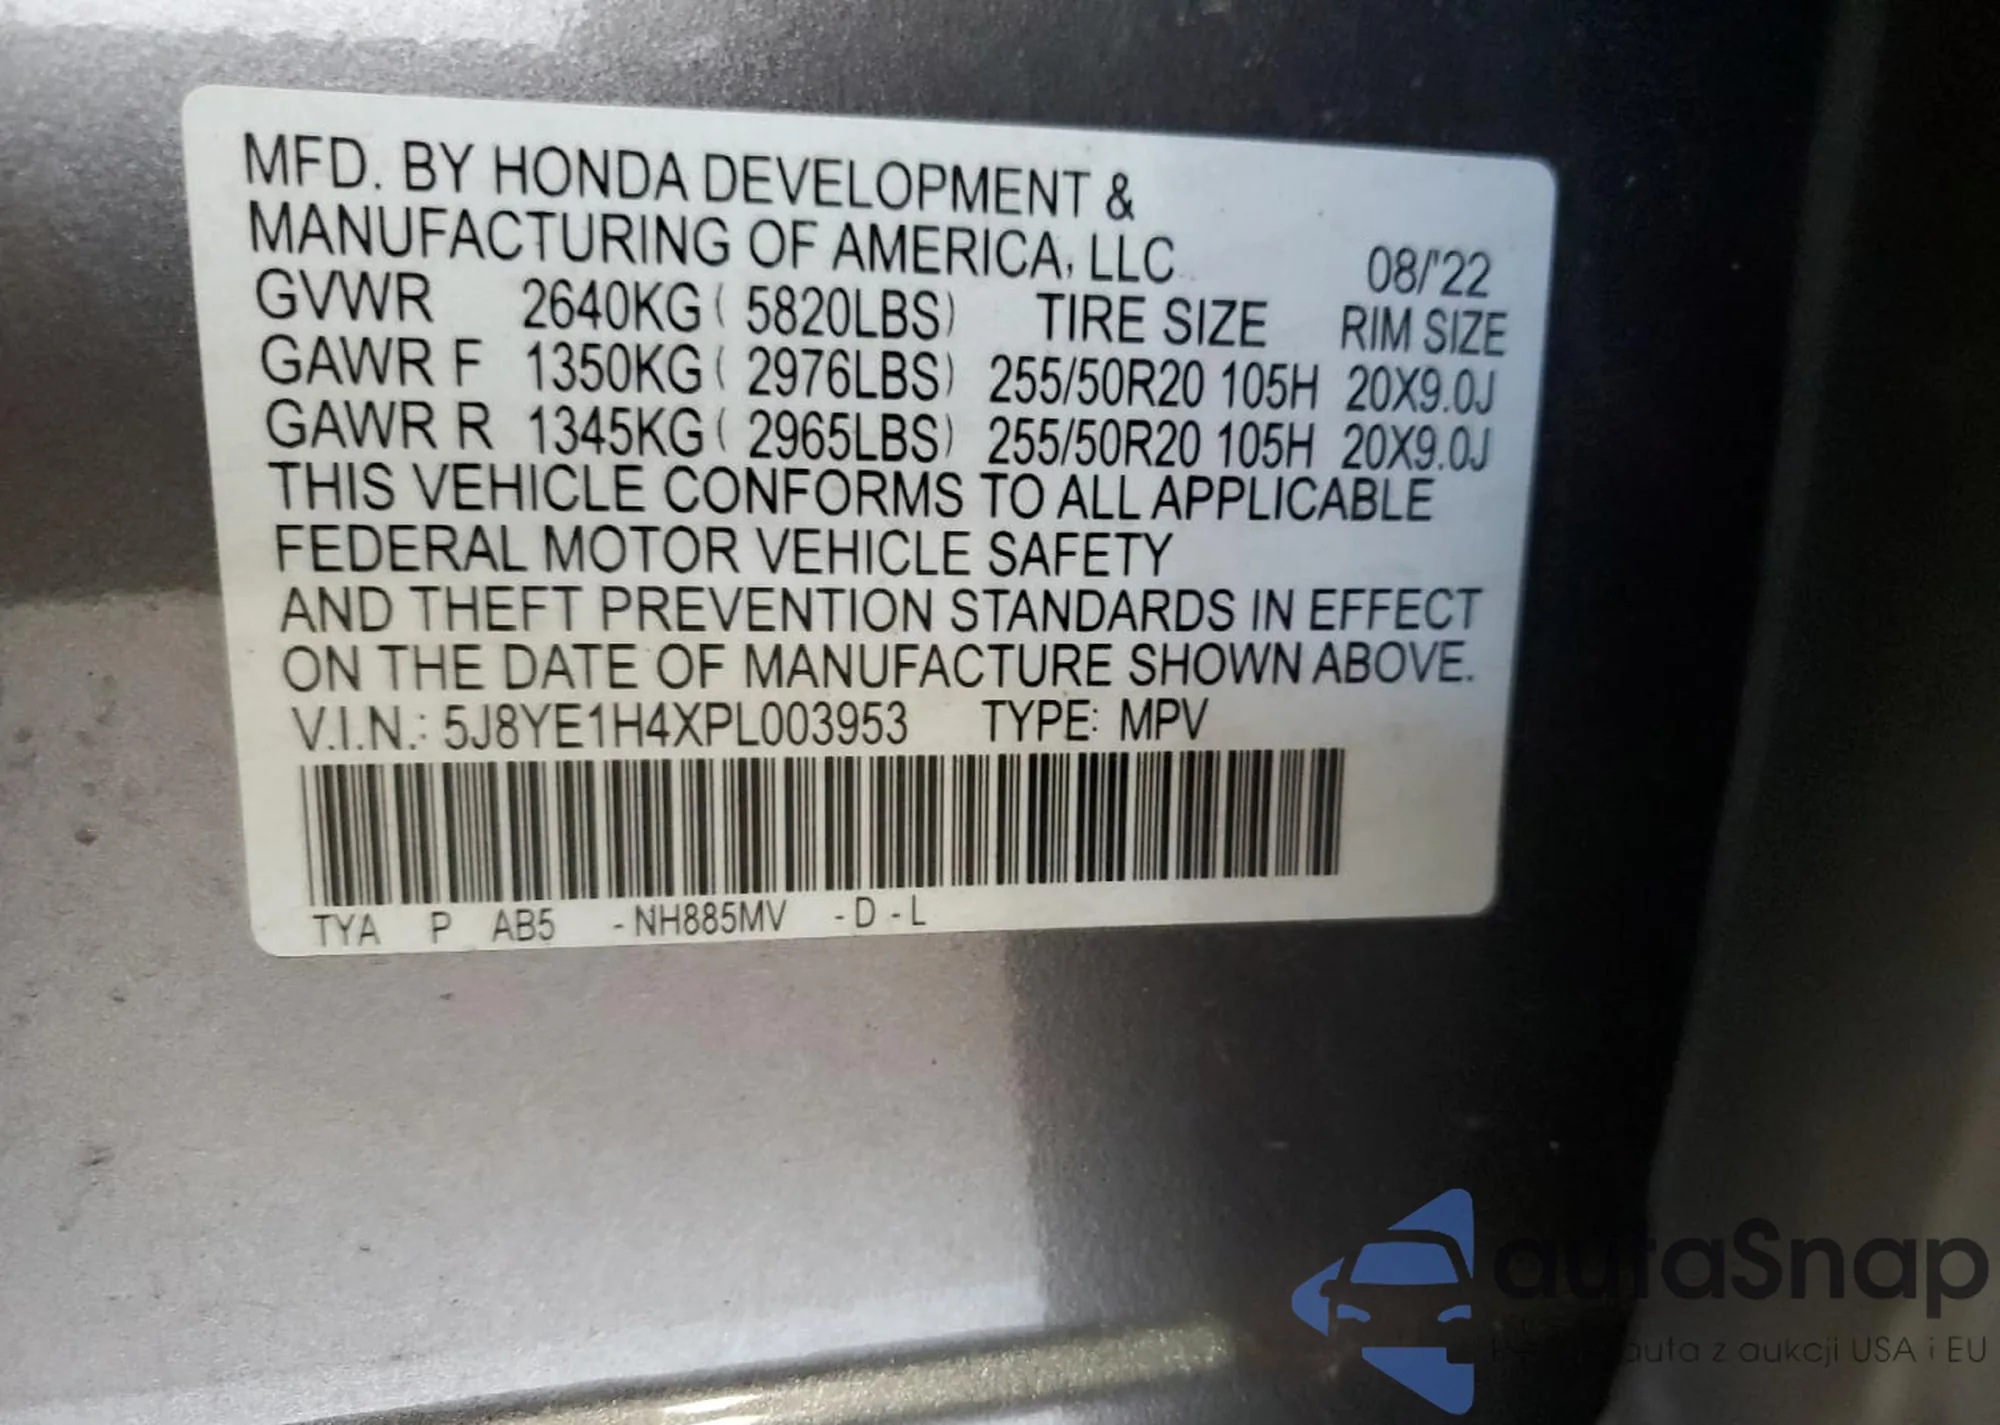 MFD. BY HONDA DEVELOPMENT &
MANUFACTURING OF AMERICA, LLC 08/'22
GVWR 2640KG ( 5820LBS) TIRE SIZE RIM SIZE
GAWR F 1350KG ( 2976LBS) 255/50R20 105H 20X9.0J
GAWR R 1345KG ( 2965LBS) 255/50R20 105H 20X9.0J
THIS VEHICLE CONFORMS TO ALL APPLICABLE
FEDERAL MOTOR VEHICLE SAFETY
AND THEFT PREVENTION STANDARDS IN EFFECT
ON THE DATE OF MANUFACTURE SHOWN ABOVE.
V.I.N.: 5J8YE1H4XPL003953 TYPE: MPV
TYA P AB5 -NH885MV -D -L
autaSnap
auta z aukcji USA i EU